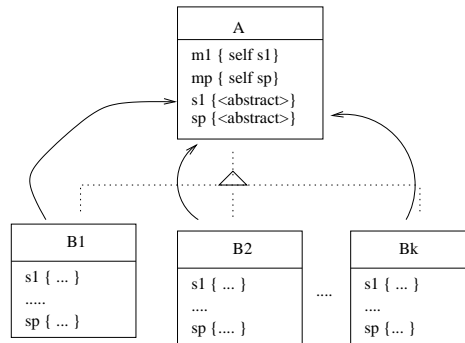 A
m1 { self s1}
mp { self sp}
s1 {<abstract>}
sp {<abstract>}
B1
s1 { ... }
.....
sp { ... }
B2
s1 { ... }
....
sp {.... }
....
Bk
s1 { ... }
....
sp {... }